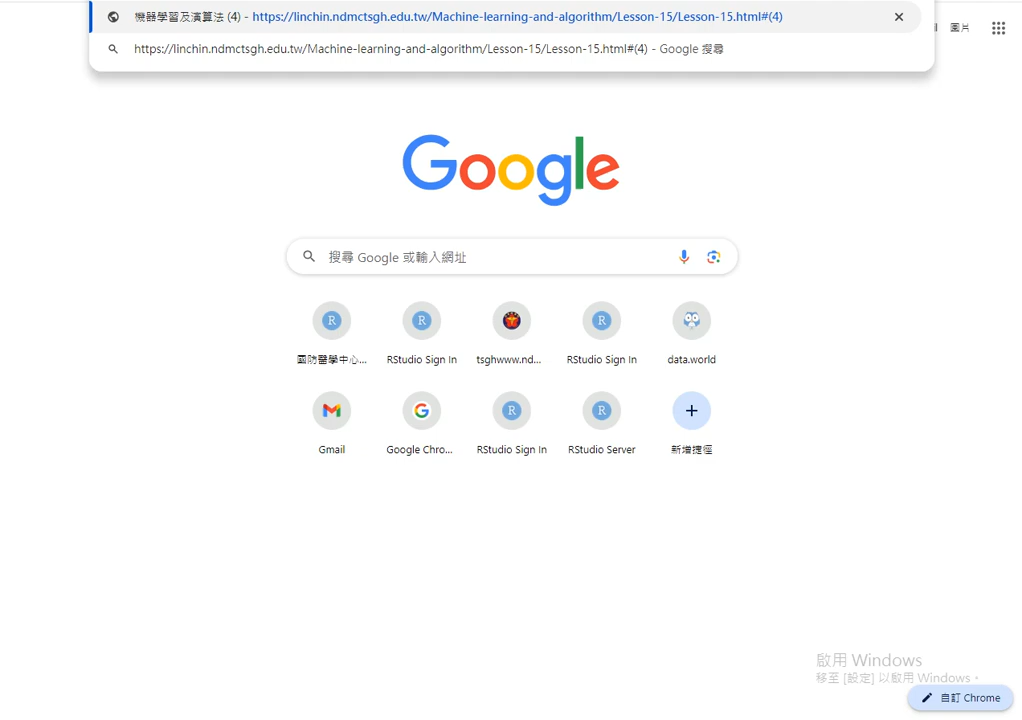 機器學習及演算法 (4) - https://linchin.ndmctsgh.edu.tw/Machine-learning-and-algorithm/Lesson-15/Lesson-15.html#(4)
圖片
https://linchin.ndmctsgh.edu.tw/Machine-learning-and-algorithm/Lesson-15/Lesson-15.html#(4) - Google 搜尋
Google
搜尋 Google 或輸入網址
國防醫學中心... RStudio Sign In tsghwww.nd... RStudio Sign In data.world
Gmail Google Chro... RStudio Sign In RStudio Server 新增捷徑
啟用 Windows
移至 [設定] 以啟用 Windows。
自訂 Chrome